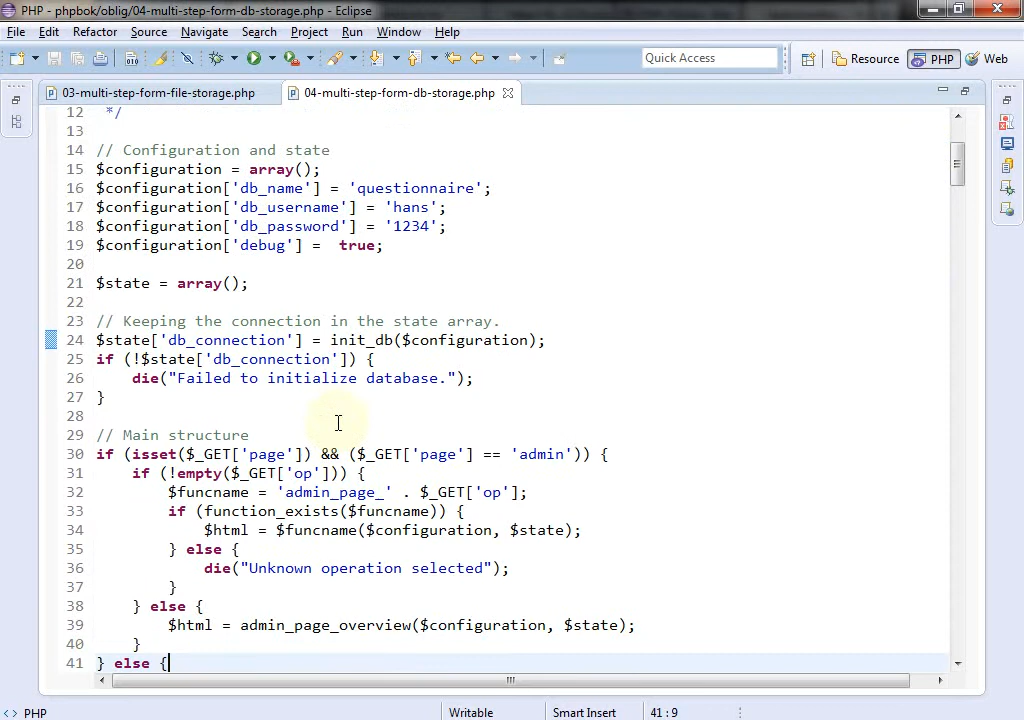 PHP - phpbok/oblig/04-multi-step-form-db-storage.php - Eclipse
File Edit Refactor Source Navigate Search Project Run Window Help
Quick Access Resource PHP Web
03-multi-step-form-file-storage.php 04-multi-step-form-db-storage.php
12 */
13
14 // Configuration and state
15 $configuration = array();
16 $configuration['db_name'] = 'questionnaire';
17 $configuration['db_username'] = 'hans';
18 $configuration['db_password'] = '1234';
19 $configuration['debug'] =  true;
20
21 $state = array();
22
23 // Keeping the connection in the state array.
24 $state['db_connection'] = init_db($configuration);
25 if (!$state['db_connection']) {
26     die("Failed to initialize database.");
27 }
28
29 // Main structure
30 if (isset($_GET['page']) && ($_GET['page'] == 'admin')) {
31     if (!empty($_GET['op'])) {
32         $funcname = 'admin_page_' . $_GET['op'];
33         if (function_exists($funcname)) {
34             $html = $funcname($configuration, $state);
35         } else {
36             die("Unknown operation selected");
37         }
38     } else {
39         $html = admin_page_overview($configuration, $state);
40     }
41 } else {
PHP Writable Smart Insert 41 : 9